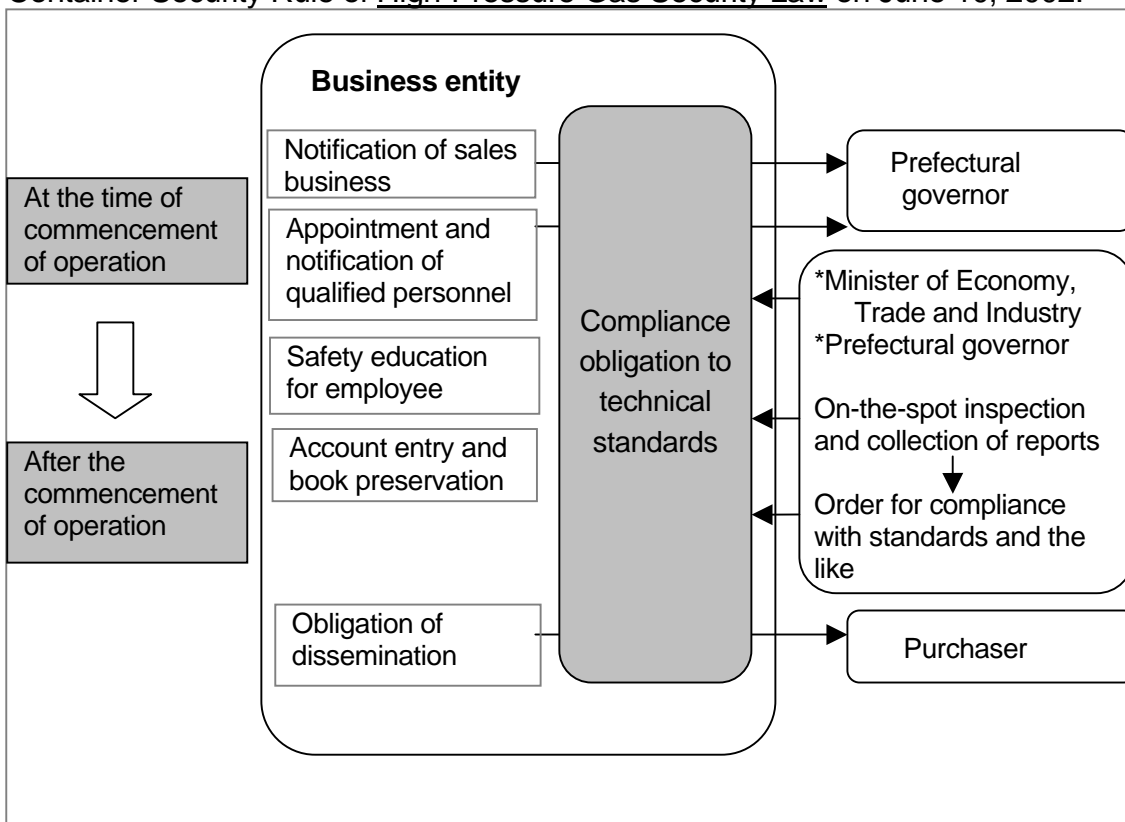 Container Security Rule of High Pressure Gas Security Law on June 2002.
Business entity
Notification of sales
business
Prefectural
governor
At the time of
commencement
of operation
Appointment and
notification of
qualified personnel
*Minister of Economy,
Trade and Industry
*Prefectural governor
Compliance
obligation to
technical
standards
Safety education
for employee
On-the-spot inspection
and collection of reports
After the
commencement
of operation
Account entry and
book preservation
Order for compliance
with standards and the
like
Obligation of
dissemination
Purchaser